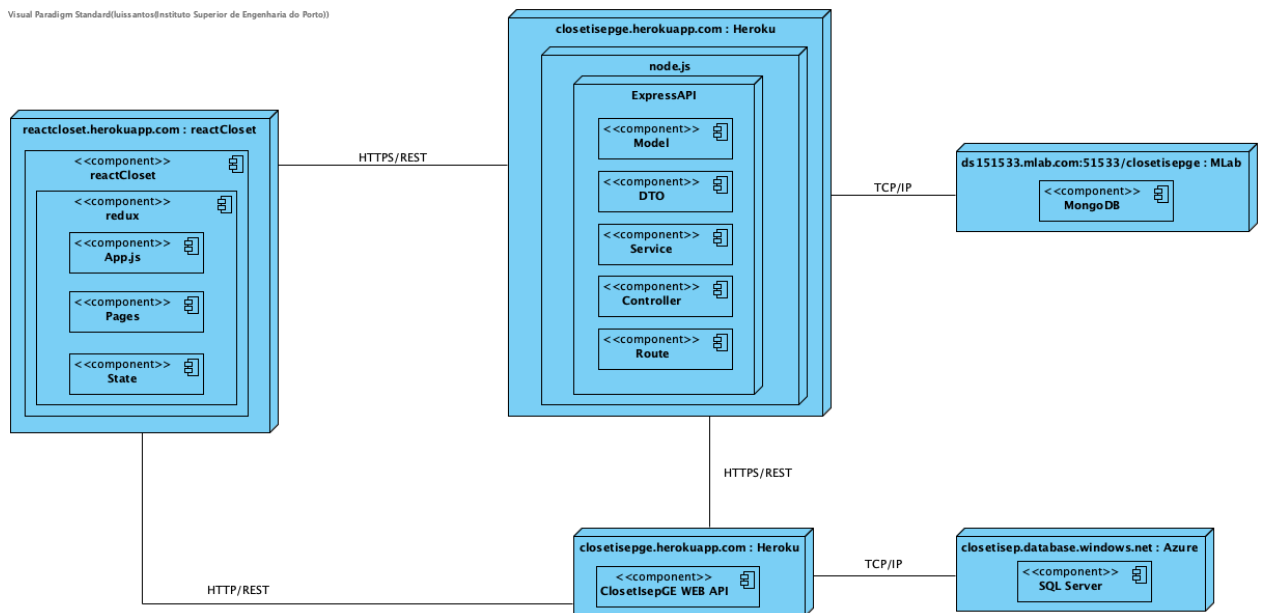 Visual Paradigm Standard(luissantos(Instituto Superior de Engenharia do Porto))
closetisepge.herokuapp.com : Heroku
node.js
ExpressAPI
<<component>>
Model
<<component>>
DTO
<<component>>
Service
<<component>>
Controller
<<component>>
Route
reactcloset.herokuapp.com : reactCloset
<<component>>
reactCloset
<<component>>
redux
<<component>>
App.js
<<component>>
Pages
<<component>>
State
HTTPS/REST
TCP/IP
ds151533.mlab.com:51533/closetisepge : MLab
<<component>>
MongoDB
HTTPS/REST
HTTP/REST
closetisepge.herokuapp.com : Heroku
<<component>>
ClosetIsepGE WEB API
TCP/IP
closetisep.database.windows.net : Azure
<<component>>
SQL Server